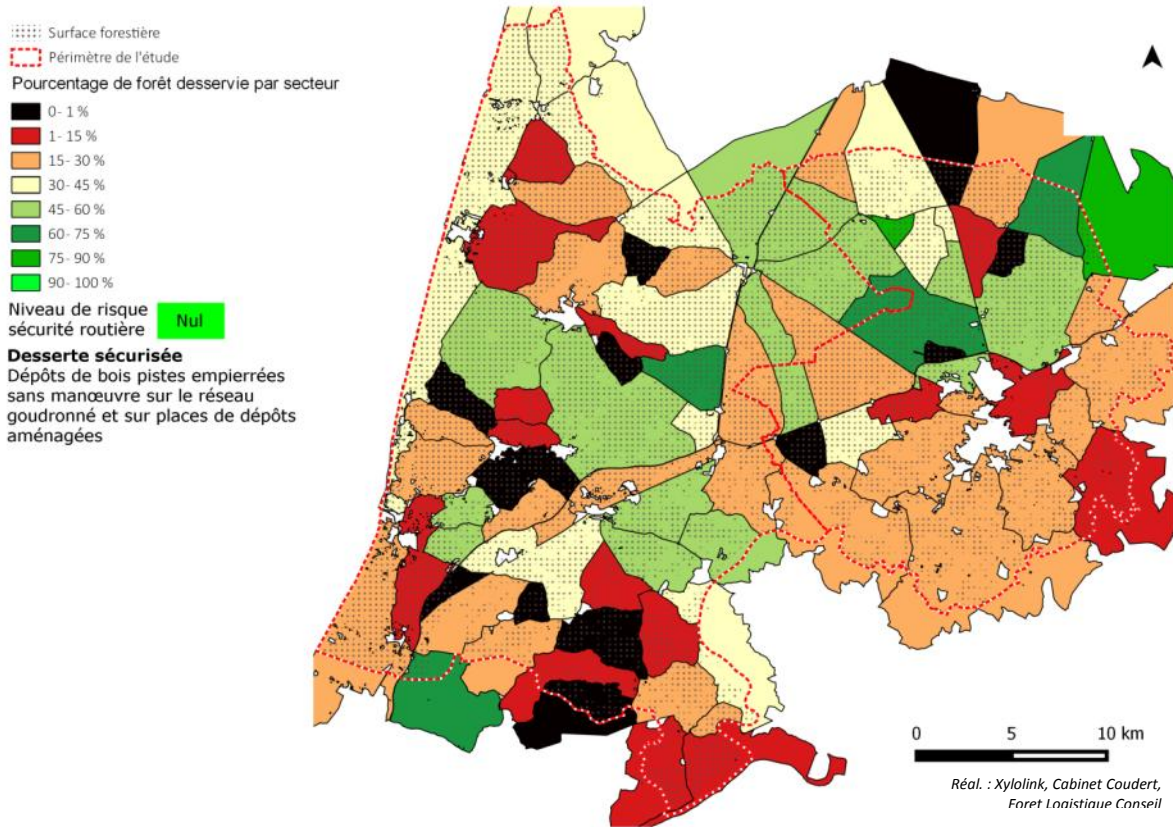 Surface forestière
Périmètre de l'étude
Pourcentage de forêt desservie par secteur
0- 1 %
1- 15 %
15- 30 %
30- 45 %
45- 60 %
60- 75 %
75- 90 %
90- 100 %
Niveau de risque
sécurité routière
Nul
Desserte sécurisée
Dépôts de bois pistes empierrées
sans manœuvre sur le réseau
goudronné et sur places de dépôts
aménagées
0 5 10 km
Réal. : Xylolink, Cabinet Coudert,
Foret Logistique Conseil